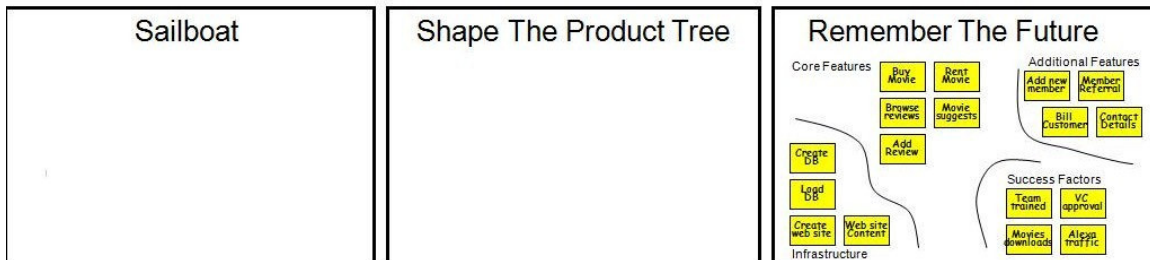 Sailboat
Shape The Product Tree
Remember The Future
Core Features
Buy
Movie
Rent
Movie
Browse
reviews
Movie
suggests
Add
Review
Additional Features
Add new
member
Member
Referral
Bill
Customer
Contact
Details
Create
DB
Load
DB
Create
web site
Web site
Content
Infrastructure
Success Factors
Team
trained
VC
approval
Movies
downloads
Alexa
traffic